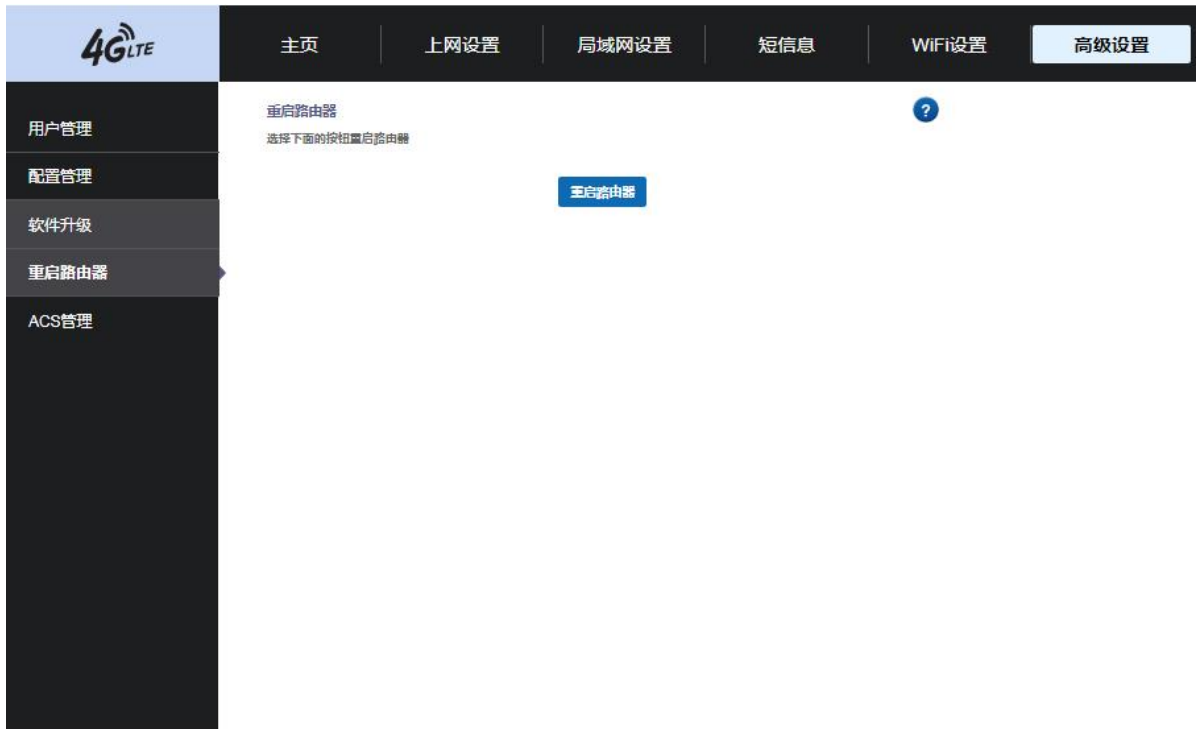 4G LTE
主页
上网设置
局域网设置
短信息
WiFi设置
高级设置
用户管理
配置管理
软件升级
重启路由器
ACS管理
重启路由器
?
选择下面的按钮重启路由器
重启路由器